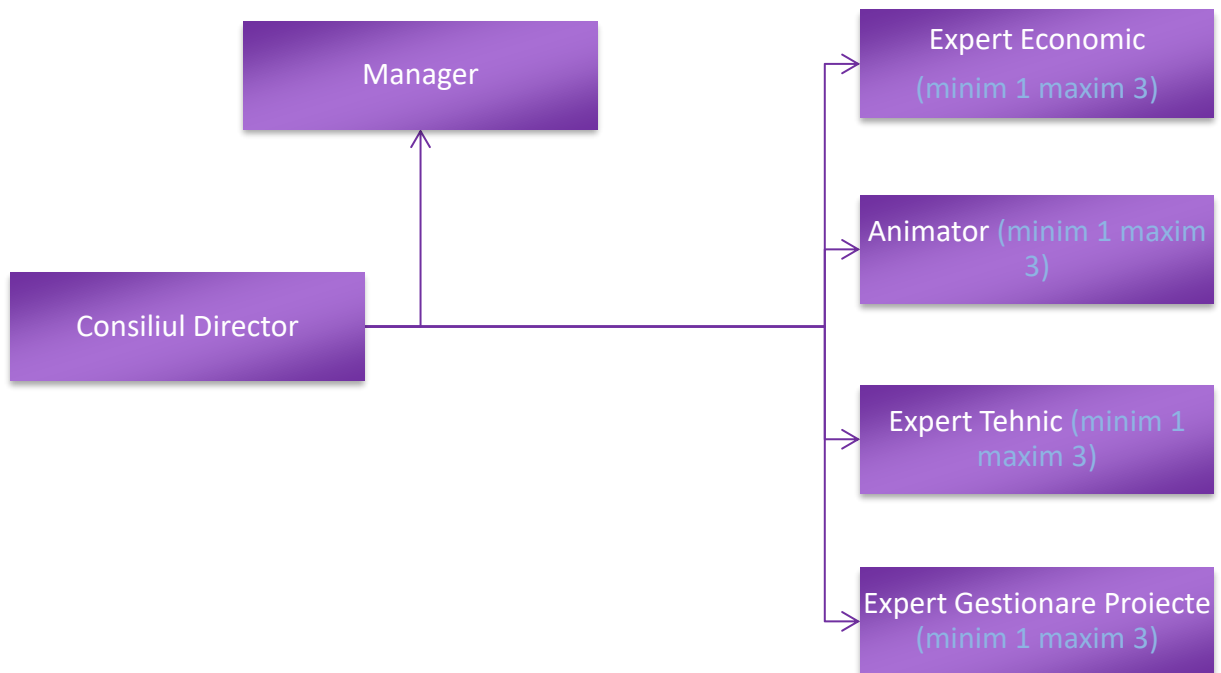 Manager
Expert Economic
(minim 1 maxim 3)
Animator (minim 1 maxim
3)
Consiliul Director
Expert Tehnic (minim 1
maxim 3)
Expert Gestionare Proiecte
(minim 1 maxim 3)